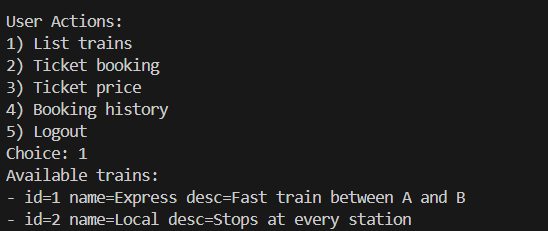 User Actions:
1) List trains
2) Ticket booking
3) Ticket price
4) Booking history
5) Logout
Choice: 1
Available trains:
- id=1 name=Express desc=Fast train between A and B
- id=2 name=Local desc=Stops at every station